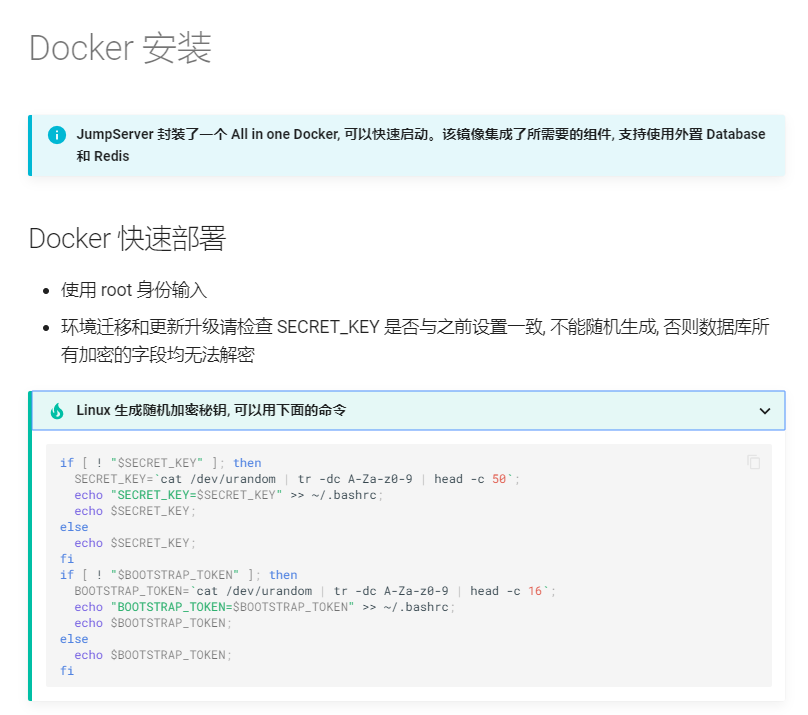 Docker 安装
JumpServer 封装了一个 All in one Docker, 可以快速启动。该镜像集成了所需要的组件, 支持使用外置 Database
和 Redis
Docker 快速部署
使用 root 身份输入
环境迁移和更新升级请检查 SECRET_KEY 是否与之前设置一致, 不能随机生成, 否则数据库所
有加密的字段均无法解密
Linux 生成随机加密秘钥, 可以用下面的命令
if [ ! "$SECRET_KEY" ]; then
  SECRET_KEY=`cat /dev/urandom | tr -dc A-Za-z0-9 | head -c 50`;
  echo "SECRET_KEY=$SECRET_KEY" >> ~/.bashrc;
  echo $SECRET_KEY;
else
  echo $SECRET_KEY;
fi
if [ ! "$BOOTSTRAP_TOKEN" ]; then
  BOOTSTRAP_TOKEN=`cat /dev/urandom | tr -dc A-Za-z0-9 | head -c 16`;
  echo "BOOTSTRAP_TOKEN=$BOOTSTRAP_TOKEN" >> ~/.bashrc;
  echo $BOOTSTRAP_TOKEN;
else
  echo $BOOTSTRAP_TOKEN;
fi